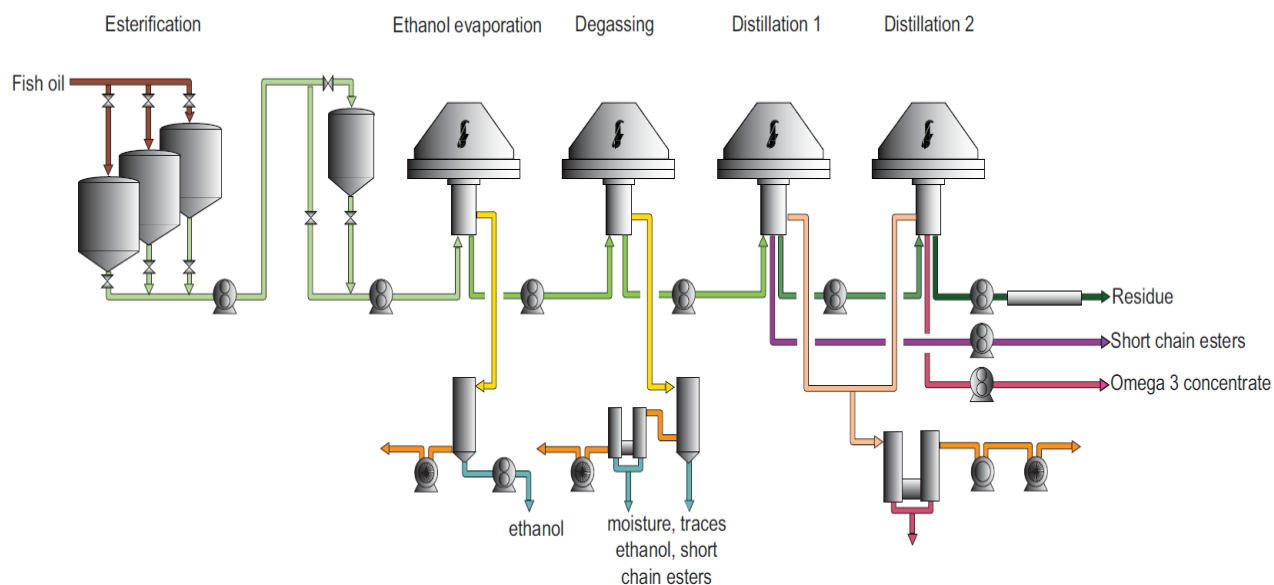 Esterification
Ethanol evaporation
Degassing
Distillation 1
Distillation 2
Fish oil
Residue
Short chain esters
Omega 3 concentrate
ethanol
moisture, traces
ethanol, short
chain esters